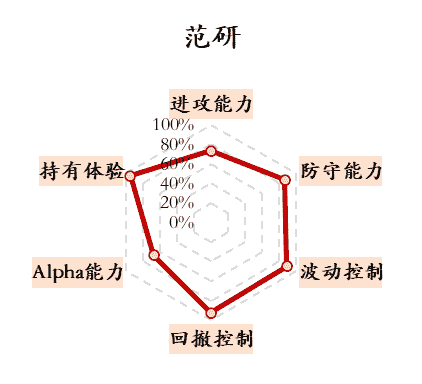 范研
进攻能力
100%
80%
60%
40%
20%
0%
持有体验
防守能力
Alpha能力
波动控制
回撤控制